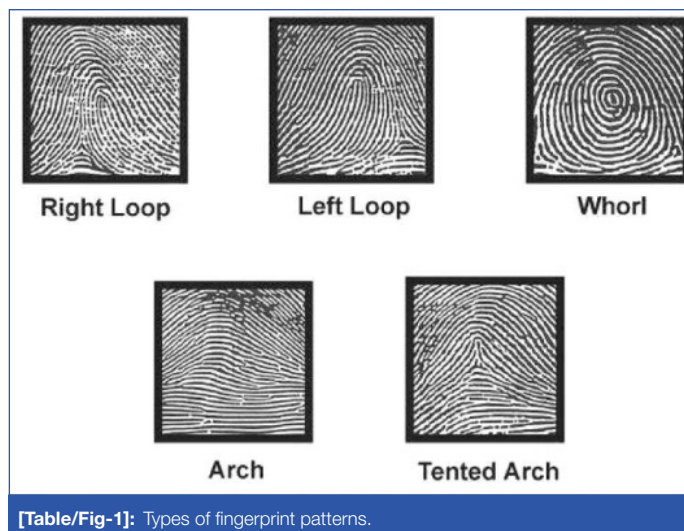 Right Loop
Left Loop
Whorl
Arch
Tented Arch
[Table/Fig-1]: Types of fingerprint patterns.